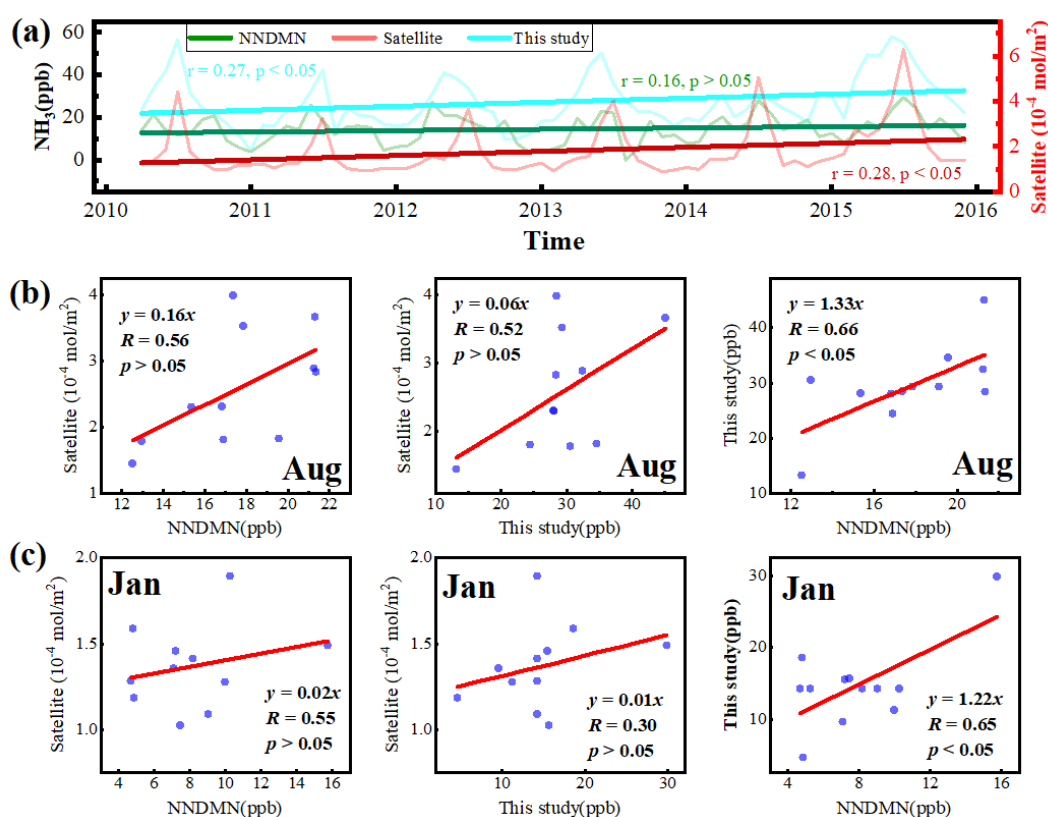 (a)
NNDMN
Satellite
This study
r = 0.27, p < 0.05
r = 0.16, p > 0.05
r = 0.28, p < 0.05
NH3(ppb)
60
40
20
0
Satellite (10-4 mol/m2)
6
4
2
0
2010
2011
2012
2013
2014
2015
2016
Time
(b)
y = 0.16x
R = 0.56
p > 0.05
Aug
Satellite (10-4 mol/m2)
4
3
2
1
12
14
16
18
20
22
NNDMN(ppb)
y = 0.06x
R = 0.52
p > 0.05
Aug
Satellite (10-4 mol/m2)
4
2
10
20
30
40
This study(ppb)
y = 1.33x
R = 0.66
p < 0.05
Aug
This study(ppb)
40
30
20
10
12
16
20
NNDMN(ppb)
(c)
Jan
y = 0.02x
R = 0.55
p > 0.05
Satellite (10-4 mol/m2)
2.0
1.5
1.0
4
6
8
10
12
14
16
NNDMN(ppb)
Jan
y = 0.01x
R = 0.30
p > 0.05
Satellite (10-4 mol/m2)
2.0
1.5
1.0
10
20
30
This study(ppb)
Jan
y = 1.22x
R = 0.65
p < 0.05
This study(ppb)
30
20
10
4
8
12
16
NNDMN(ppb)